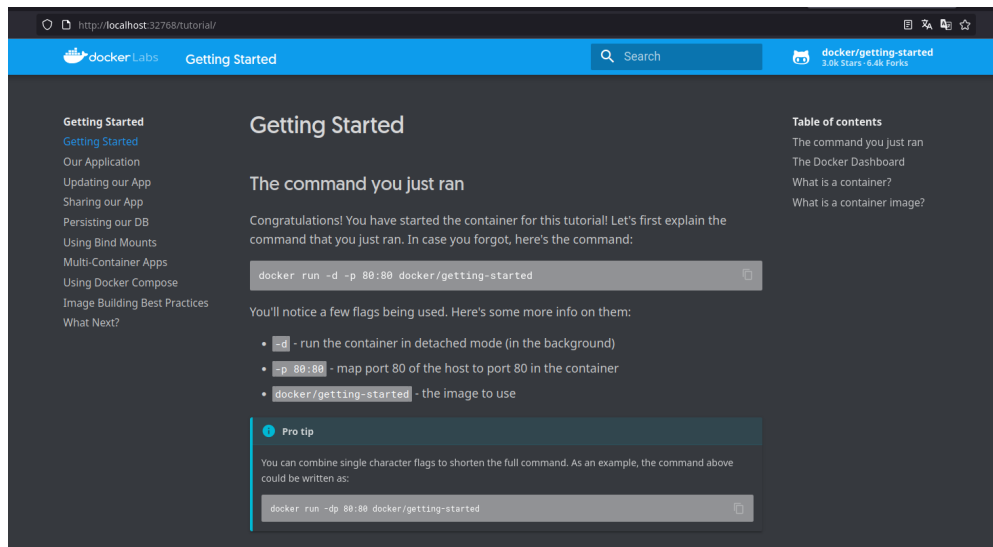 http://localhost:32768/tutorial/
dockerLabs
Getting Started
Search
docker/getting-started
3.0k Stars · 6.4k Forks
Getting Started
Getting Started
Our Application
Updating our App
Sharing our App
Persisting our DB
Using Bind Mounts
Multi-Container Apps
Using Docker Compose
Image Building Best Practices
What Next?
Getting Started
The command you just ran
Congratulations! You have started the container for this tutorial! Let's first explain the
command that you just ran. In case you forgot, here's the command:
docker run -d -p 80:80 docker/getting-started
You'll notice a few flags being used. Here's some more info on them:
• -d - run the container in detached mode (in the background)
• -p 80:80 - map port 80 of the host to port 80 in the container
• docker/getting-started - the image to use
Pro tip
You can combine single character flags to shorten the full command. As an example, the command above
could be written as:
docker run -dp 80:80 docker/getting-started
Table of contents
The command you just ran
The Docker Dashboard
What is a container?
What is a container image?